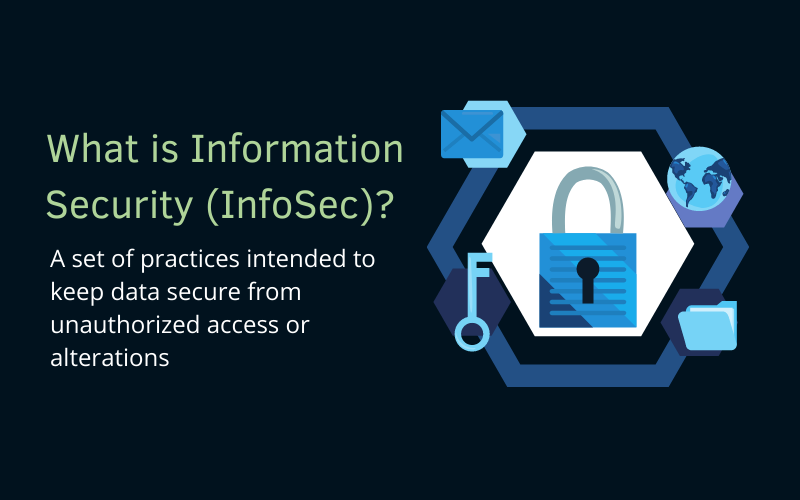 What is Information
Security (InfoSec)?
A set of practices intended to
keep data secure from
unauthorized access or
alterations